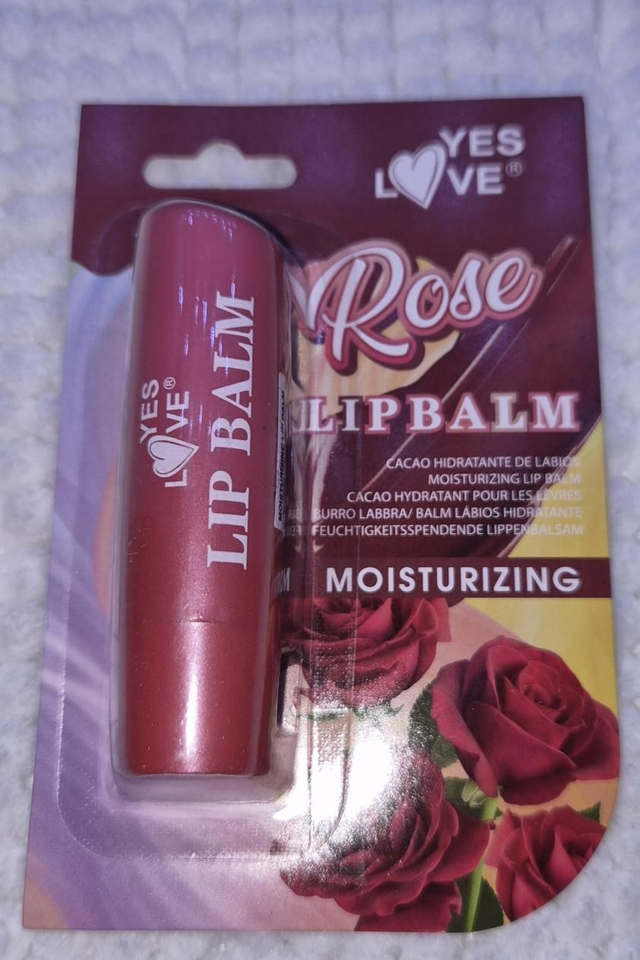 YES
LOVE®
Rose
LIPBALM
CACAO HIDRATANTE DE LABIOS
MOISTURIZING LIP BALM
CACAO HYDRATANT POUR LES LÈVRES
BURRO LABBRA/ BALM LÁBIOS HIDRATANTE
FEUCHTIGKEITSSPENDENDE LIPPENBALSAM
MOISTURIZING
YES
LOVE®
LIP BALM